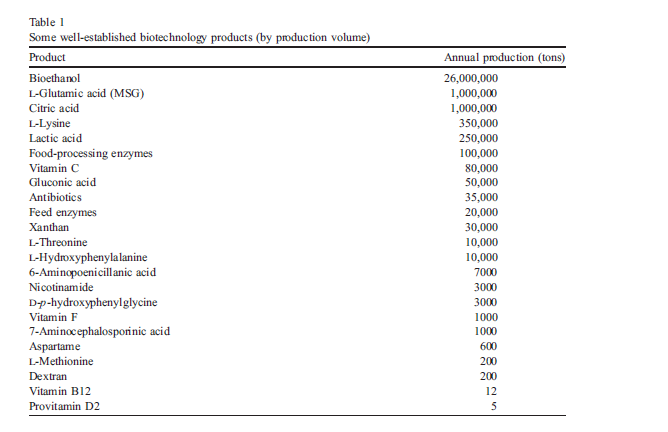 Table 1
Some well-established biotechnology products (by production volume)
Product Annual production (tons)
Bioethanol 26,000,000
L-Glutamic acid (MSG) 1,000,000
Citric acid 1,000,000
L-Lysine 350,000
Lactic acid 250,000
Food-processing enzymes 100,000
Vitamin C 80,000
Gluconic acid 50,000
Antibiotics 35,000
Feed enzymes 20,000
Xanthan 30,000
L-Threonine 10,000
L-Hydroxyphenylalanine 10,000
6-Aminopoenicillanic acid 7000
Nicotinamide 3000
D-p-hydroxyphenylglycine 3000
Vitamin F 1000
7-Aminocephalosporinic acid 1000
Aspartame 600
L-Methionine 200
Dextran 200
Vitamin B12 12
Provitamin D2 5